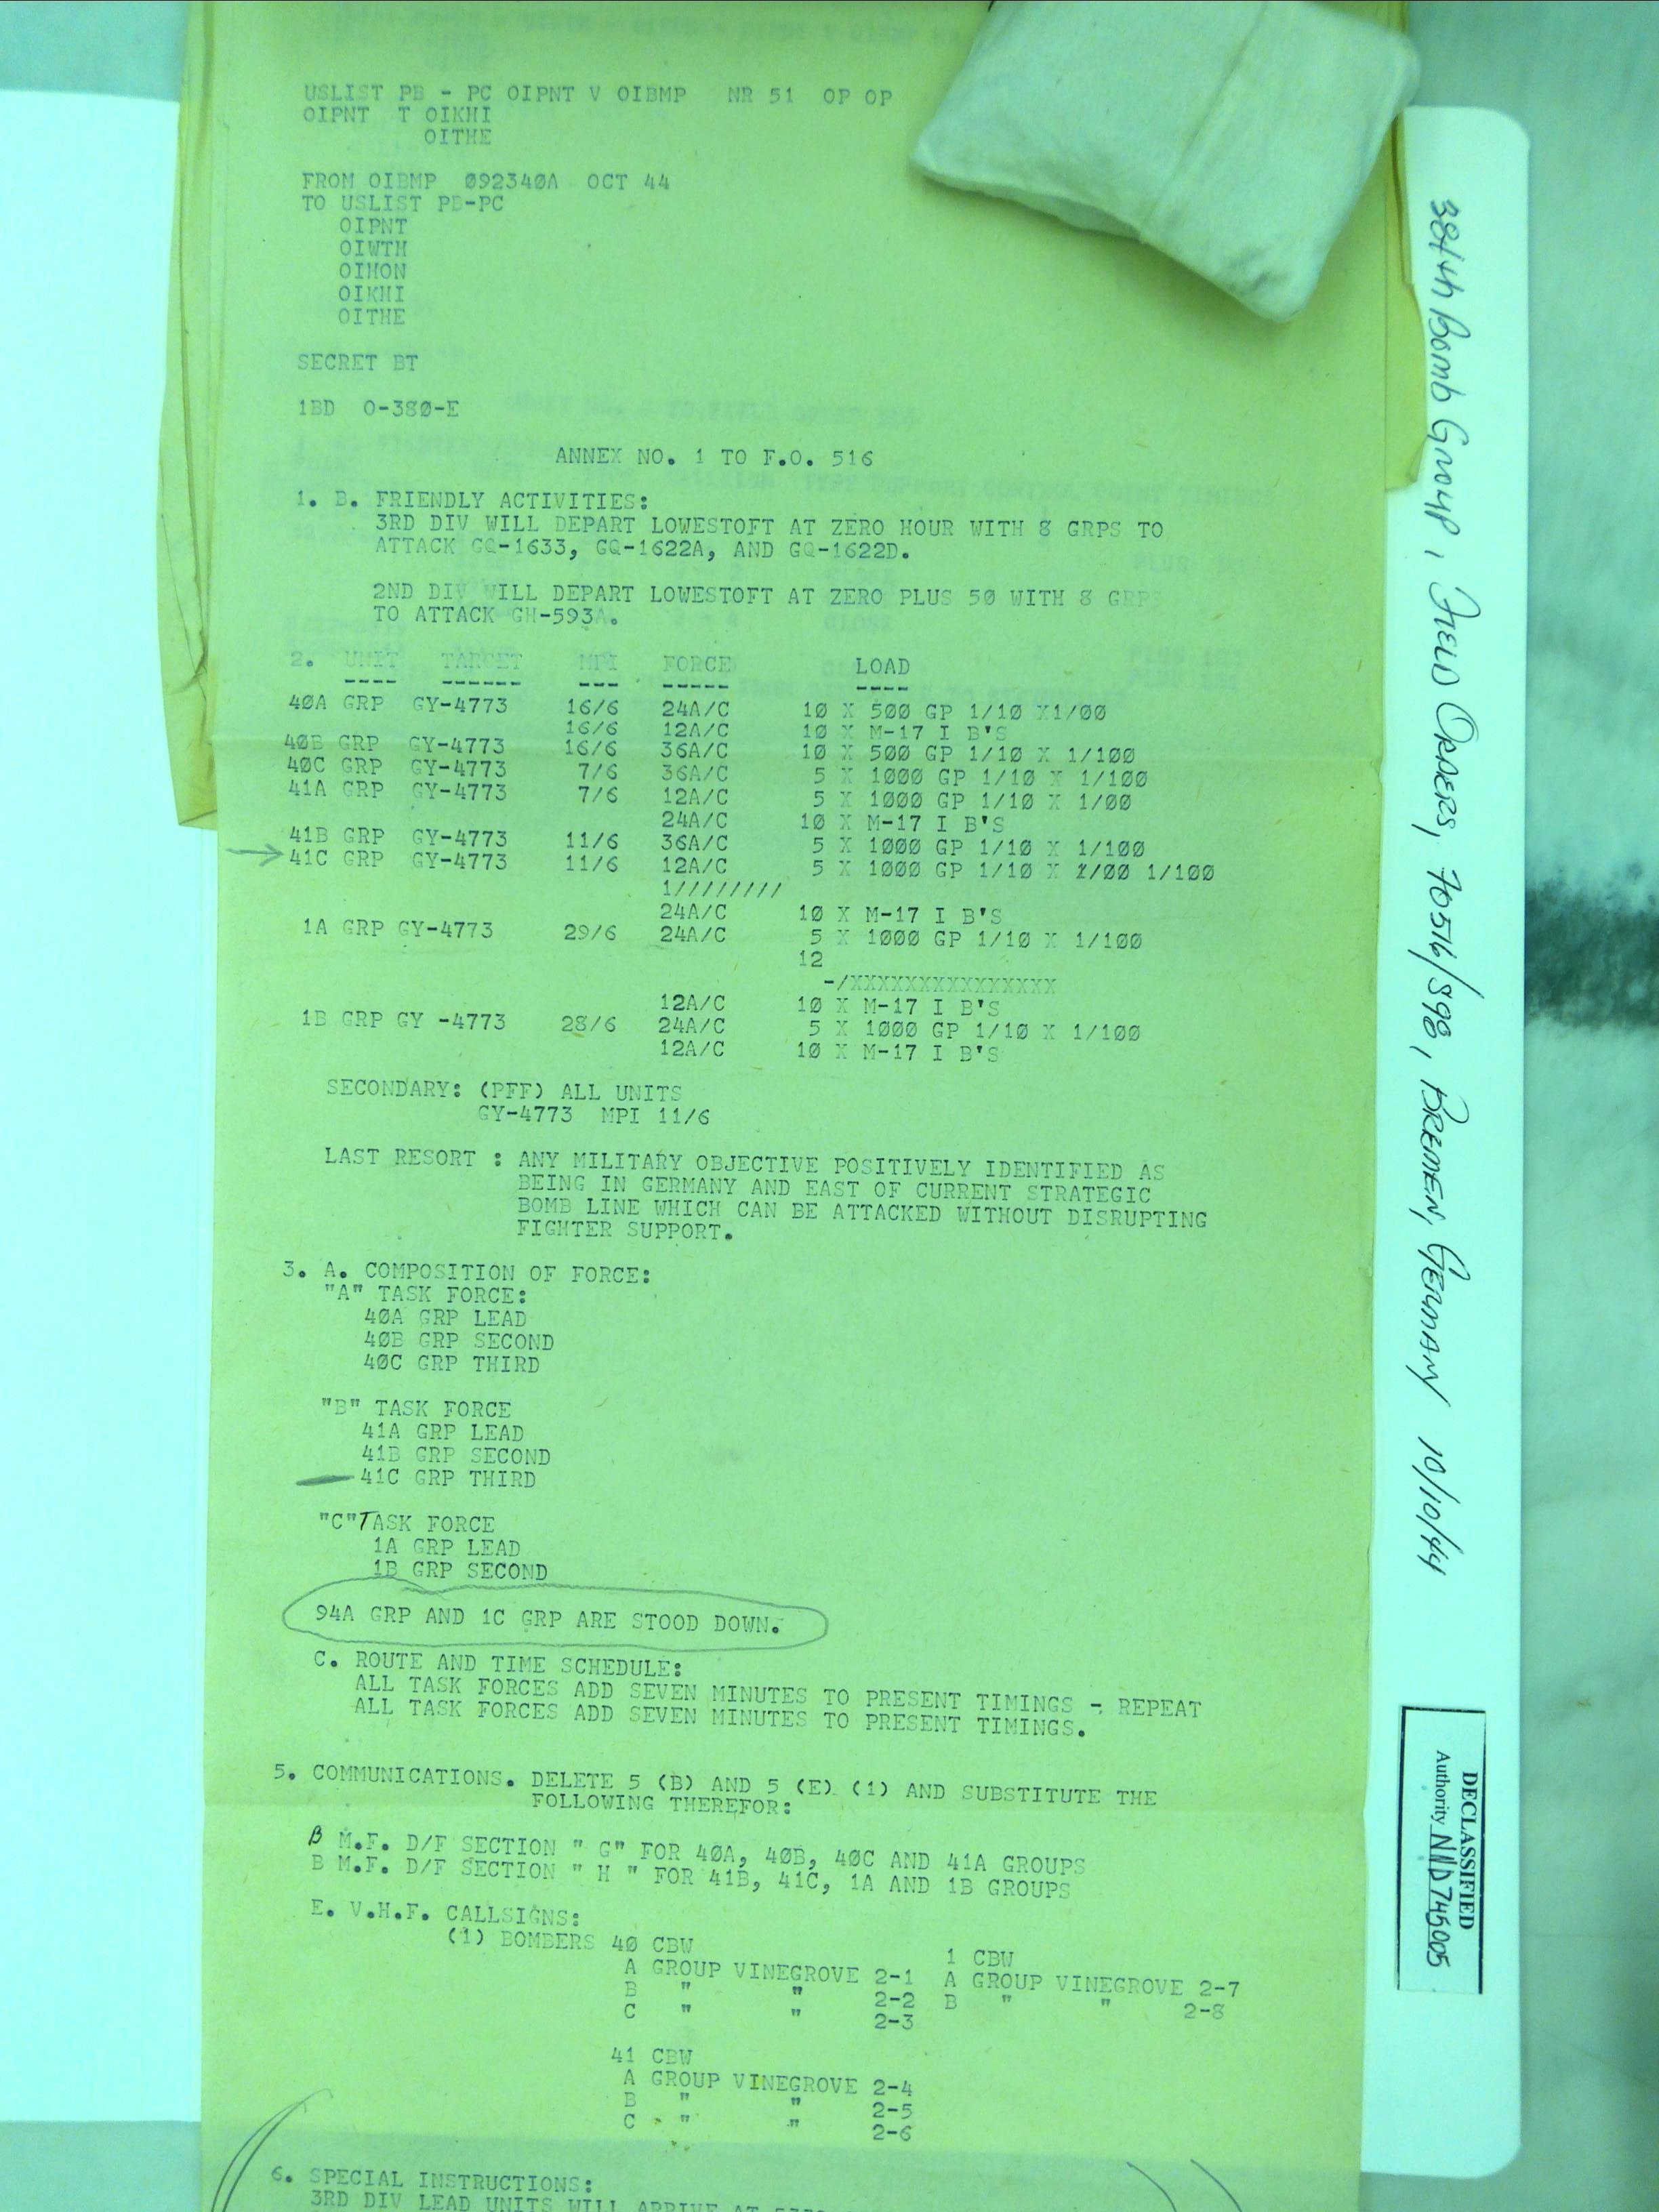 USLIST PB - PC OIPNT V OIBMP NR 51 OP OP
OIPNT T OIKHI
OITHE
FROM OIBMP 092340A OCT 44
TO USLIST PB-PC
OIPNT
OIWTH
OIMON
OIKHI
OITHE
SECRET BT
1BD O-380-E
ANNEX NO. 1 TO F.O. 516
1. B. FRIENDLY ACTIVITIES:
3RD DIV WILL DEPART LOWESTOFT AT ZERO HOUR WITH 8 GRPS TO
ATTACK GQ-1633, GQ-1622A, AND GQ-1622D.
2ND DIV WILL DEPART LOWESTOFT AT ZERO PLUS 50 WITH 8 GRPS
TO ATTACK GH-593A.
2. UNIT TARGET MPI FORCE LOAD
---- ------ --- ----- ----
40A GRP GY-4773 16/6 24A/C 10 X 500 GP 1/10 X1/00
16/6 12A/C 10 X M-17 I B'S
40B GRP GY-4773 16/6 36A/C 10 X 500 GP 1/10 X 1/100
40C GRP GY-4773 7/6 36A/C 5 X 1000 GP 1/10 X 1/100
41A GRP GY-4773 7/6 12A/C 5 X 1000 GP 1/10 X 1/00
24A/C 10 X M-17 I B'S
41B GRP GY-4773 11/6 36A/C 5 X 1000 GP 1/10 X 1/100
41C GRP GY-4773 11/6 12A/C 5 X 1000 GP 1/10 X 1/00 1/100
1////////
24A/C 10 X M-17 I B'S
1A GRP GY-4773 29/6 24A/C 5 X 1000 GP 1/10 X 1/100
12
-/XXXXXXXXXXXXXXX
12A/C 10 X M-17 I B'S
1B GRP GY -4773 28/6 24A/C 5 X 1000 GP 1/10 X 1/100
12A/C 10 X M-17 I B'S
SECONDARY: (PFF) ALL UNITS
GY-4773 MPI 11/6
LAST RESORT : ANY MILITARY OBJECTIVE POSITIVELY IDENTIFIED AS
BEING IN GERMANY AND EAST OF CURRENT STRATEGIC
BOMB LINE WHICH CAN BE ATTACKED WITHOUT DISRUPTING
FIGHTER SUPPORT.
3. A. COMPOSITION OF FORCE:
"A" TASK FORCE:
40A GRP LEAD
40B GRP SECOND
40C GRP THIRD
"B" TASK FORCE
41A GRP LEAD
41B GRP SECOND
41C GRP THIRD
"C"TASK FORCE
1A GRP LEAD
1B GRP SECOND
94A GRP AND 1C GRP ARE STOOD DOWN.
C. ROUTE AND TIME SCHEDULE:
ALL TASK FORCES ADD SEVEN MINUTES TO PRESENT TIMINGS - REPEAT
ALL TASK FORCES ADD SEVEN MINUTES TO PRESENT TIMINGS.
5. COMMUNICATIONS. DELETE 5 (B) AND 5 (E) (1) AND SUBSTITUTE THE
FOLLOWING THEREFOR:
B M.F. D/F SECTION " G" FOR 40A, 40B, 40C AND 41A GROUPS
B M.F. D/F SECTION " H " FOR 41B, 41C, 1A AND 1B GROUPS
E. V.H.F. CALLSIGNS:
(1) BOMBERS 40 CBW 1 CBW
A GROUP VINEGROVE 2-1 A GROUP VINEGROVE 2-7
B " " 2-2 B " " 2-8
C " " 2-3
41 CBW
A GROUP VINEGROVE 2-4
B " " 2-5
C " " 2-6
6. SPECIAL INSTRUCTIONS:
3RD DIV LEAD UNITS WILL ARRIVE AT
384th Bomb Group, Field Orders, 70516/898, Bremen, German 10/10/44
DECLASSIFIED
Authority NND 745005